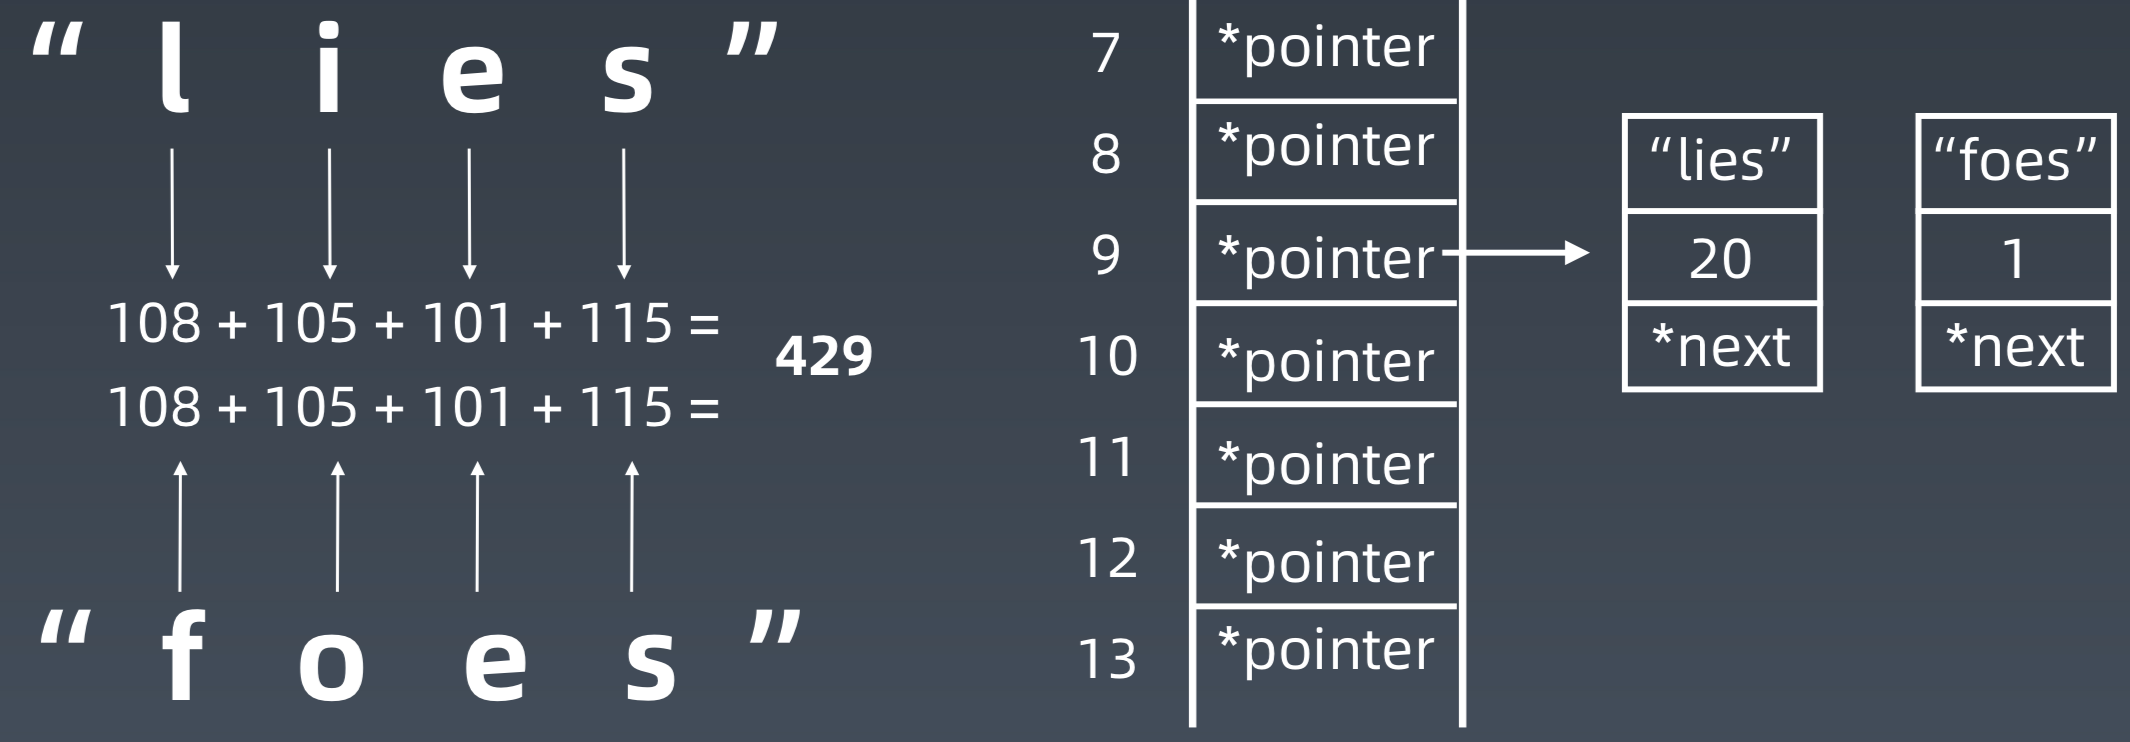 “ l i e s ”
108 + 105 + 101 + 115 =
429
108 + 105 + 101 + 115 =
“ f o e s ”
7 *pointer
8 *pointer
9 *pointer
10 *pointer
11 *pointer
12 *pointer
13 *pointer
“lies”
20
*next
“foes”
1
*next